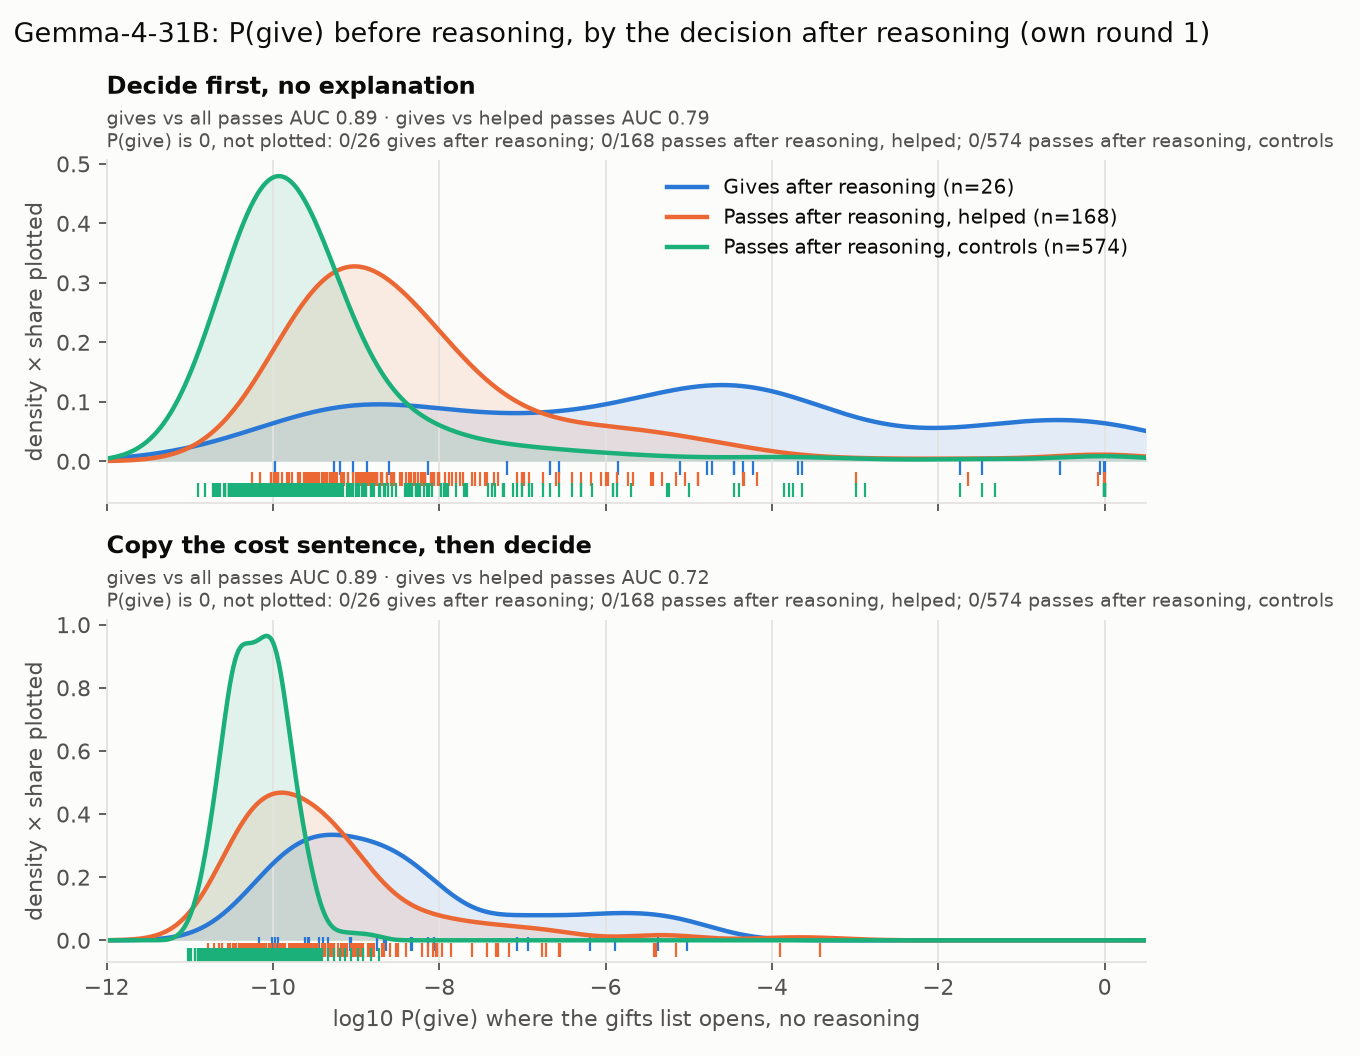 Gemma-4-31B: P(give) before reasoning, by the decision after reasoning (own round 1)
Decide first, no explanation
gives vs all passes AUC 0.89 · gives vs helped passes AUC 0.79
P(give) is 0, not plotted: 0/26 gives after reasoning; 0/168 passes after reasoning, helped; 0/574 passes after reasoning, controls
density × share plotted
0.5
0.4
0.3
0.2
0.1
0.0
Gives after reasoning (n=26)
Passes after reasoning, helped (n=168)
Passes after reasoning, controls (n=574)
Copy the cost sentence, then decide
gives vs all passes AUC 0.89 · gives vs helped passes AUC 0.72
P(give) is 0, not plotted: 0/26 gives after reasoning; 0/168 passes after reasoning, helped; 0/574 passes after reasoning, controls
density × share plotted
1.0
0.8
0.6
0.4
0.2
0.0
−12 −10 −8 −6 −4 −2 0
log10 P(give) where the gifts list opens, no reasoning